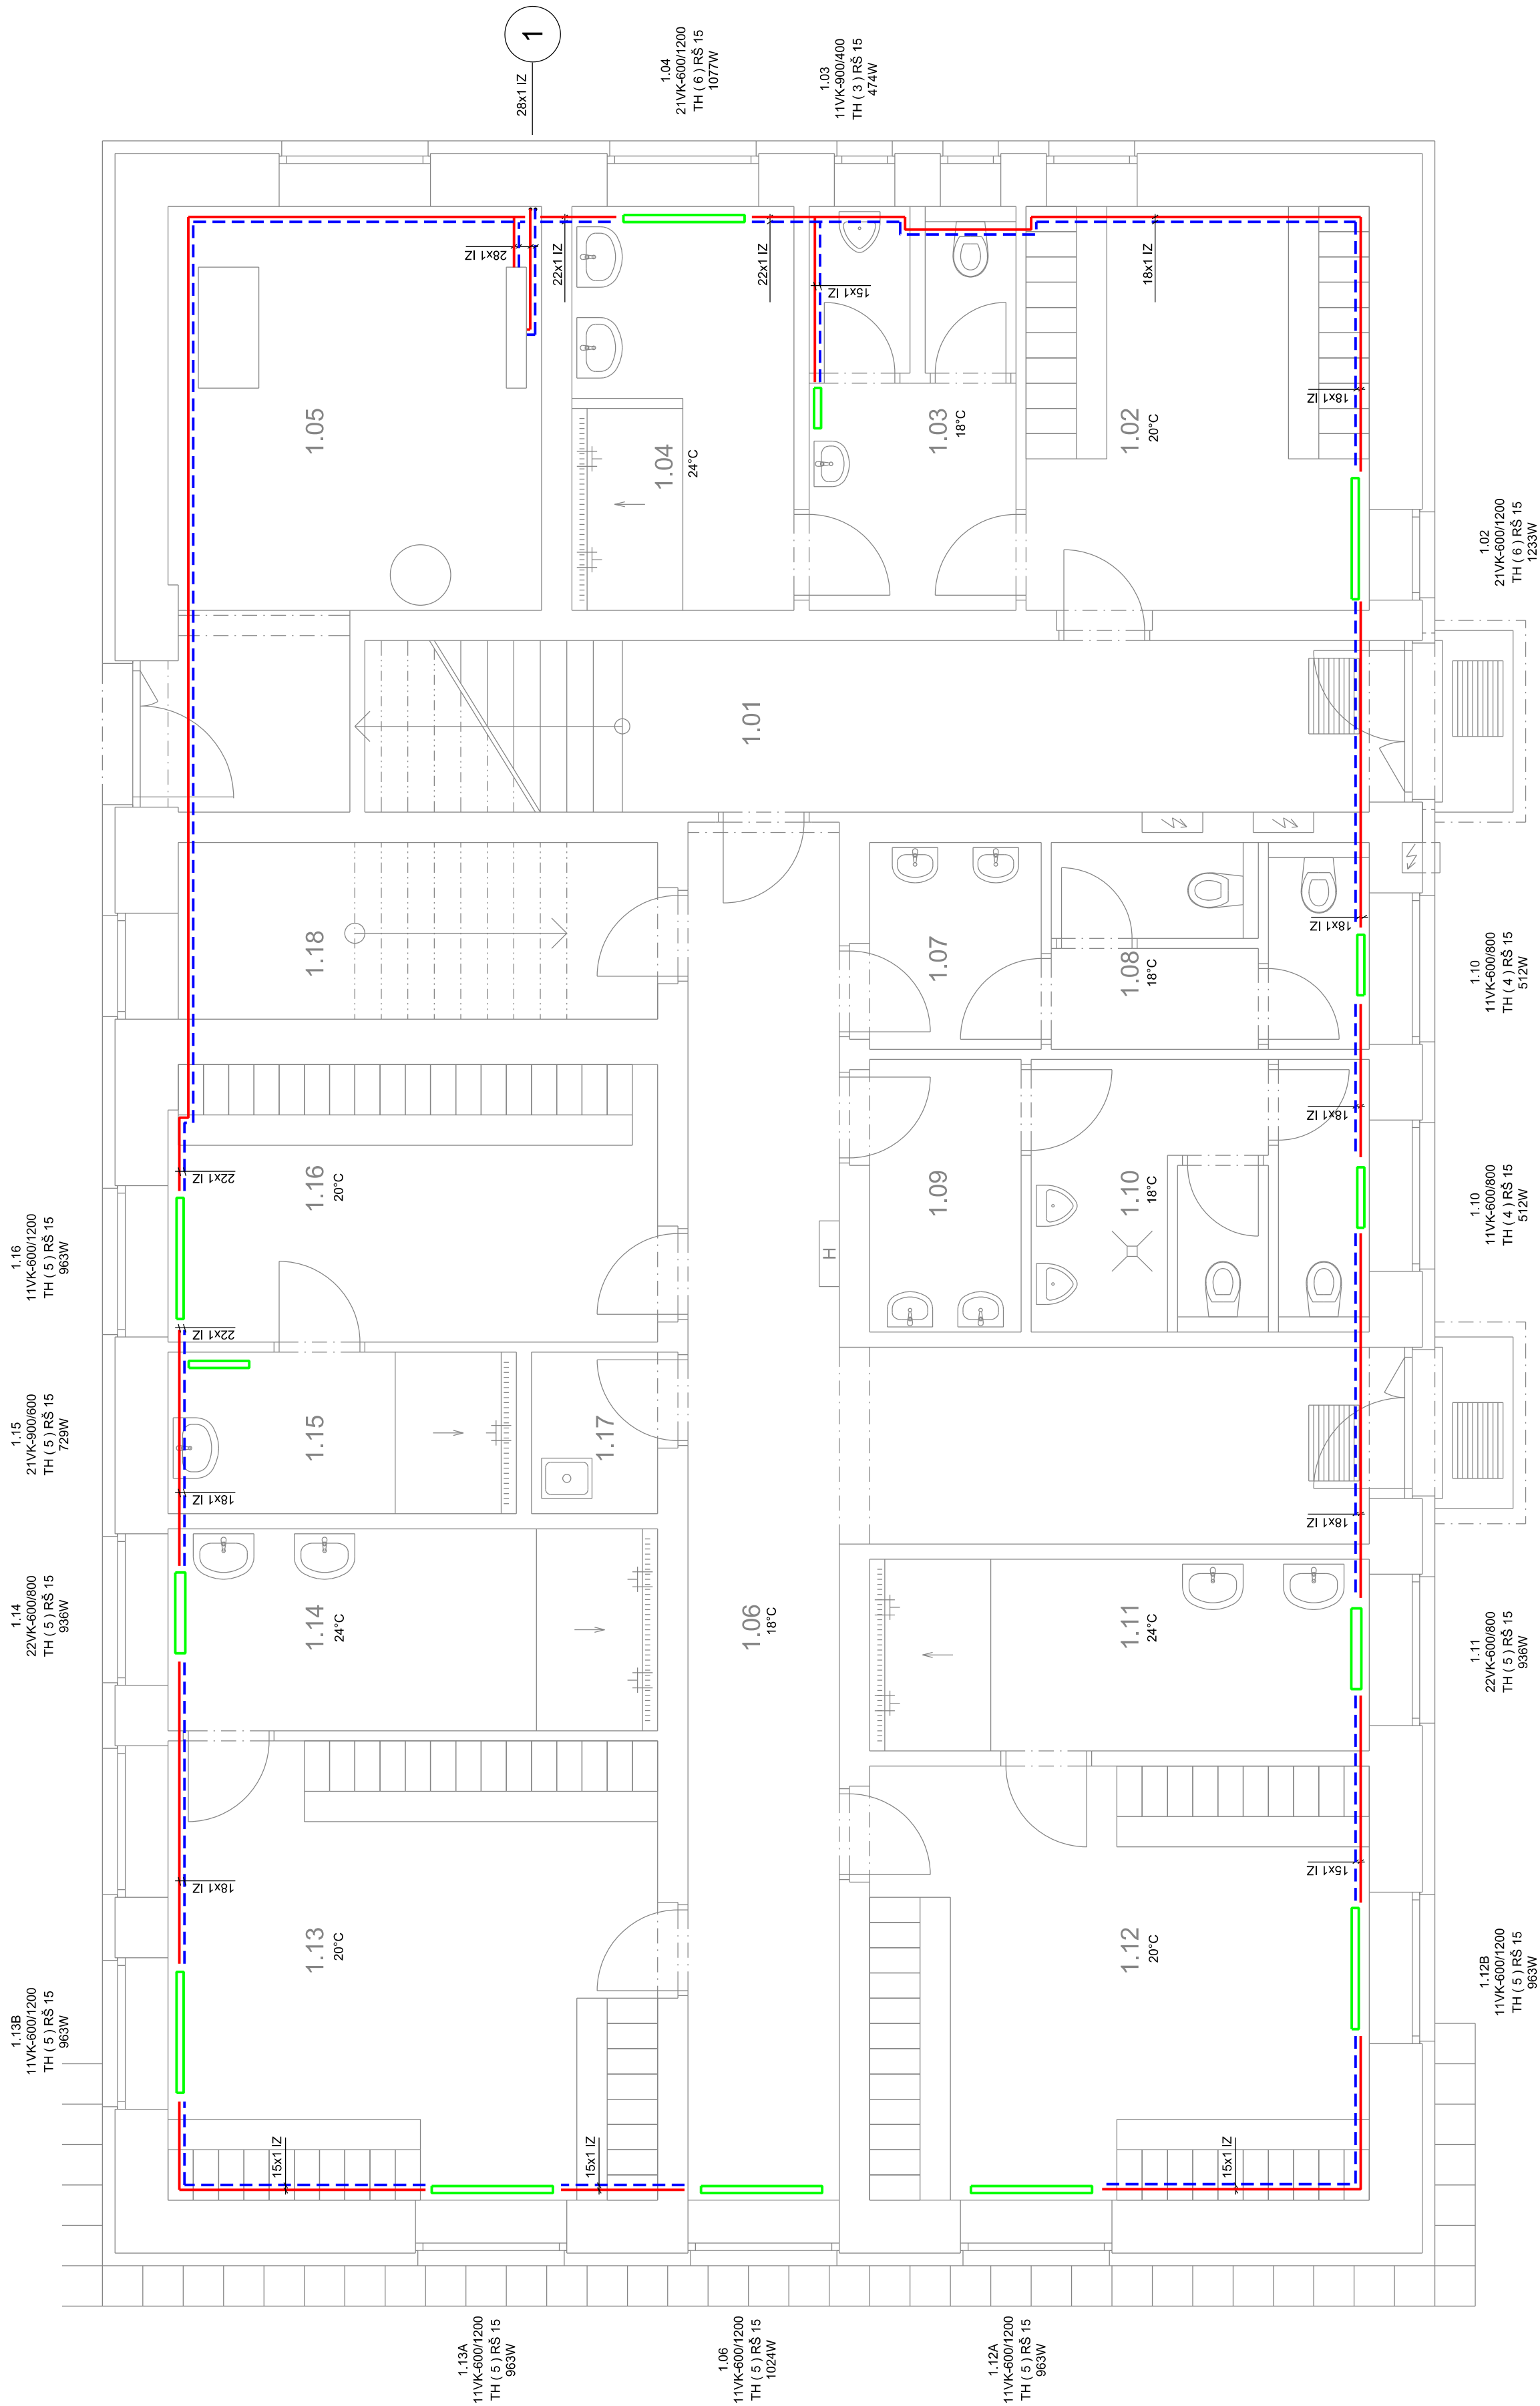 1
28x1 IZ
1.04
21VK-600/1200
TH ( 6 ) RŠ 15
1077W
1.03
11VK-900/400
TH ( 3 ) RŠ 15
474W
28x1 IZ
22x1 IZ
22x1 IZ
15x1 IZ
18x1 IZ
18x1 IZ
1.05
1.04
24°C
1.03
18°C
1.02
20°C
1.02
21VK-600/1200
TH ( 6 ) RŠ 15
1233W
1.01
1.18
1.07
1.08
18°C
18x1 IZ
1.10
11VK-600/800
TH ( 4 ) RŠ 15
512W
1.16
11VK-600/1200
TH ( 5 ) RŠ 15
963W
22x1 IZ
1.16
20°C
22x1 IZ
1.09
H
1.10
18°C
18x1 IZ
1.10
11VK-600/800
TH ( 4 ) RŠ 15
512W
1.15
21VK-900/600
TH ( 5 ) RŠ 15
729W
1.15
1.17
18x1 IZ
18x1 IZ
1.14
22VK-600/800
TH ( 5 ) RŠ 15
936W
1.14
24°C
1.06
18°C
1.11
24°C
1.11
22VK-600/800
TH ( 5 ) RŠ 15
936W
18x1 IZ
15x1 IZ
1.13
20°C
1.12
20°C
1.13B
11VK-600/1200
TH ( 5 ) RŠ 15
963W
1.12B
11VK-600/1200
TH ( 5 ) RŠ 15
963W
15x1 IZ
15x1 IZ
15x1 IZ
1.13A
11VK-600/1200
TH ( 5 ) RŠ 15
963W
1.06
11VK-600/1200
TH ( 5 ) RŠ 15
1024W
1.12A
11VK-600/1200
TH ( 5 ) RŠ 15
963W